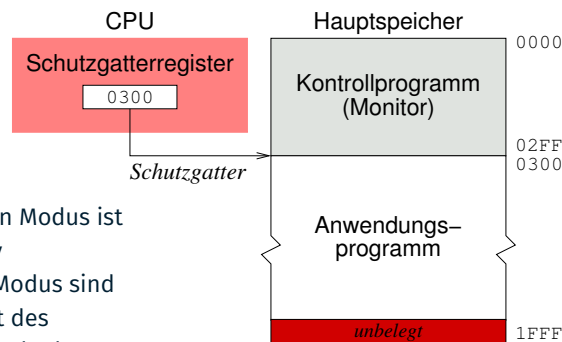 CPU
Hauptspeicher
Schutzgatterregister
0300
Schutzgatter
Kontrollprogramm
(Monitor)
0000
02FF
0300
n Modus ist
Modus sind
t des
Anwendungs–
programm
unbelegt
1FFF